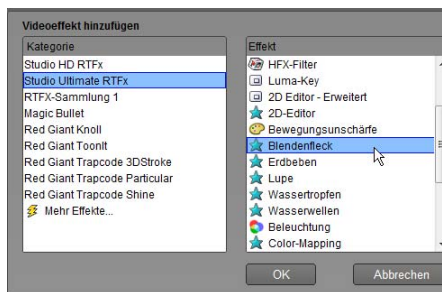 Videoeffekt hinzufügen
Kategorie
Studio HD RTFx
Studio Ultimate RTFx
RTFX-Sammlung 1
Magic Bullet
Red Giant Knoll
Red Giant ToonIt
Red Giant Trapcode 3DStroke
Red Giant Trapcode Particular
Red Giant Trapcode Shine
Mehr Effekte...
Effekt
HFX-Filter
Luma-Key
2D Editor - Erweitert
2D-Editor
Bewegungsunschärfe
Blendenfleck
Erdbeben
Lupe
Wassertropfen
Wasserwellen
Beleuchtung
Color-Mapping
OK
Abbrechen